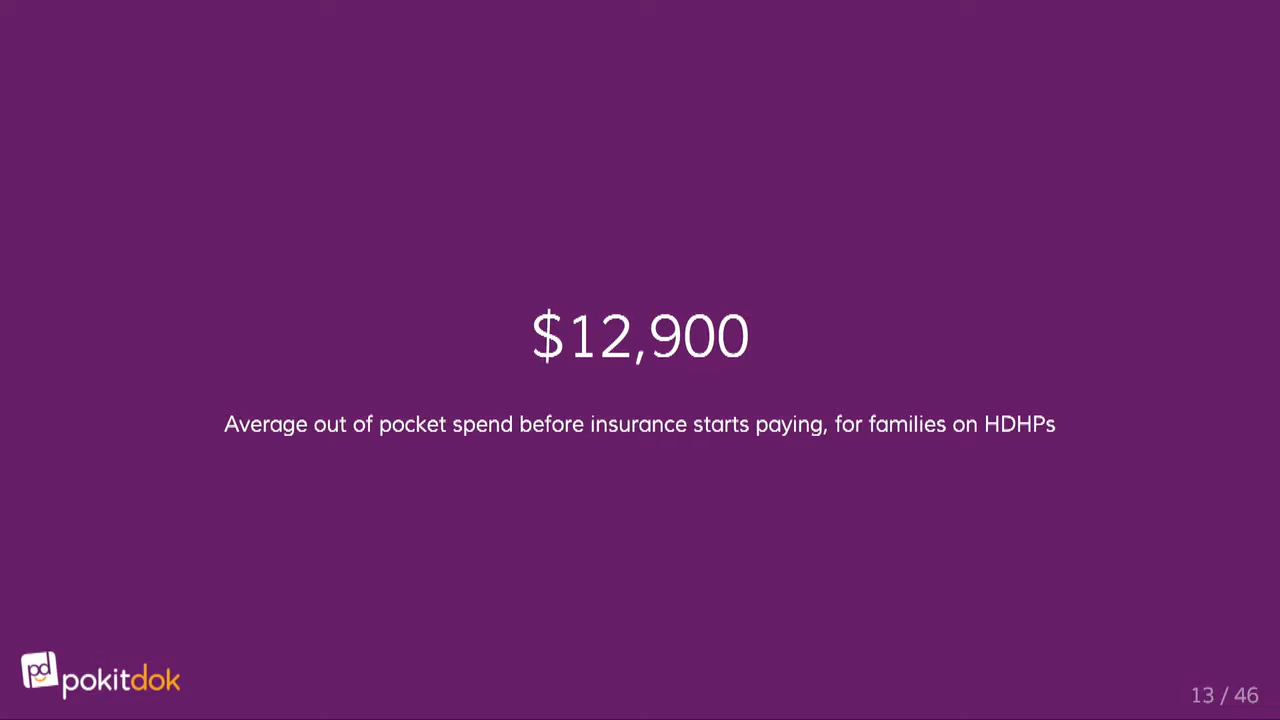 $12,900
Average out of pocket spend before insurance starts paying, for families on HDHPs
pd
pokitdok
13 / 46